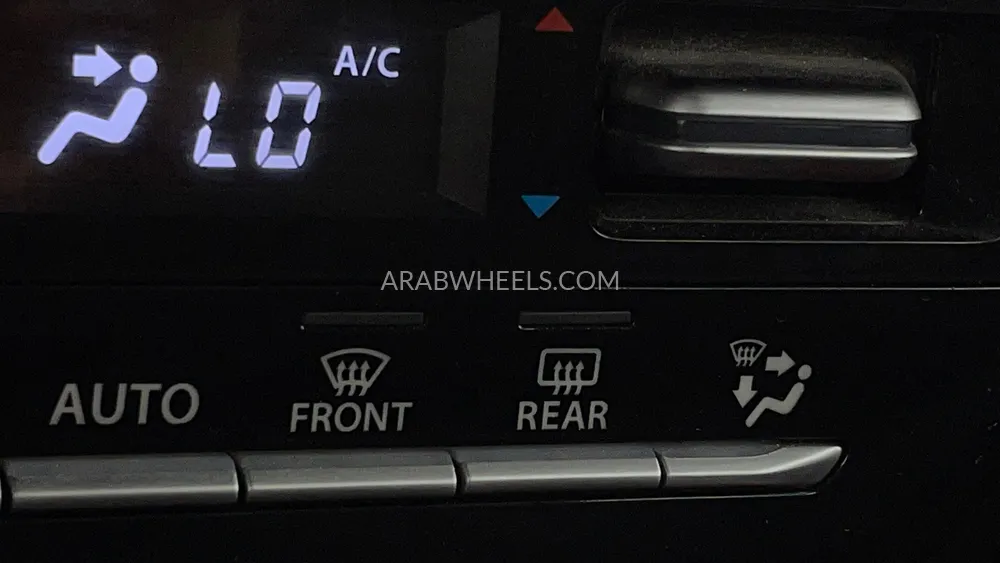 A/C
LO
ARABWHEELS.COM
AUTO
FRONT
REAR